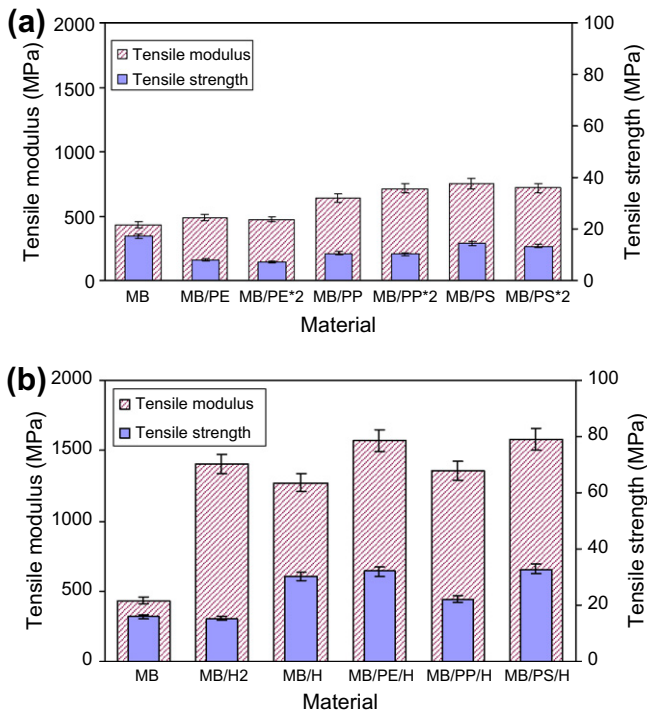 (a)
2000
1500
1000
500
0
Tensile modulus (MPa)
Tensile modulus
Tensile strength
100
80
60
40
20
0
Tensile strength (MPa)
MB MB/PE MB/PE*2 MB/PP MB/PP*2 MB/PS MB/PS*2
Material
(b)
2000
1500
1000
500
0
Tensile modulus (MPa)
Tensile modulus
Tensile strength
100
80
60
40
20
0
Tensile strength (MPa)
MB MB/H2 MB/H MB/PE/H MB/PP/H MB/PS/H
Material